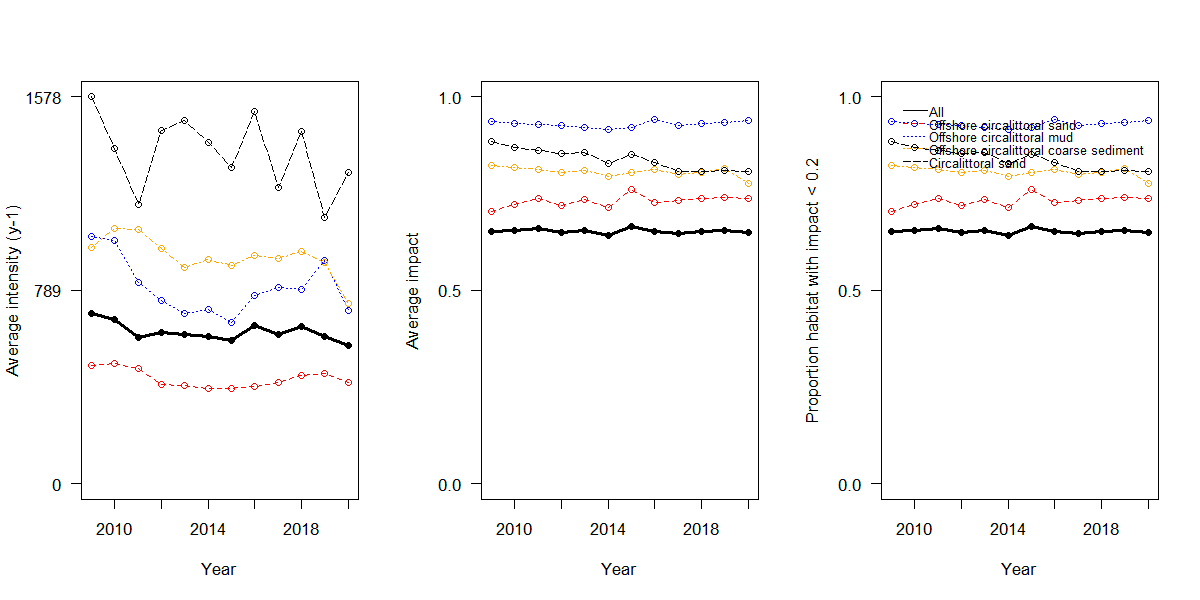 Average intensity (y-1)
1578
789
0
2010 2014 2018
Year
Average impact
1.0
0.5
0.0
2010 2014 2018
Year
Proportion habitat with impact < 0.2
1.0
0.5
0.0
All
Offshore circalittoral sand
Offshore circalittoral mud
Offshore circalittoral coarse sediment
Circalittoral sand
2010 2014 2018
Year